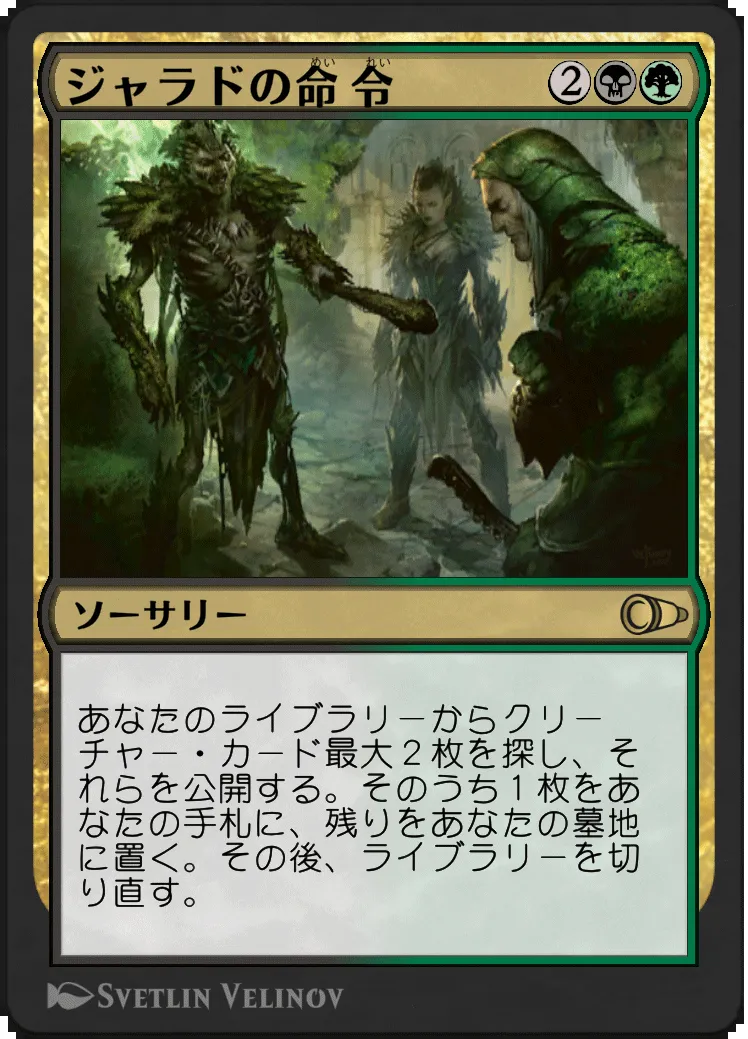 ジャラドの命令
めい れい
2
ソーサリー
あなたのライブラリーからクリー
チャー・カード最大２枚を探し、そ
れらを公開する。そのうち１枚をあ
なたの手札に、残りをあなたの墓地
に置く。その後、ライブラリーを切
り直す。
SVETLIN VELINOV